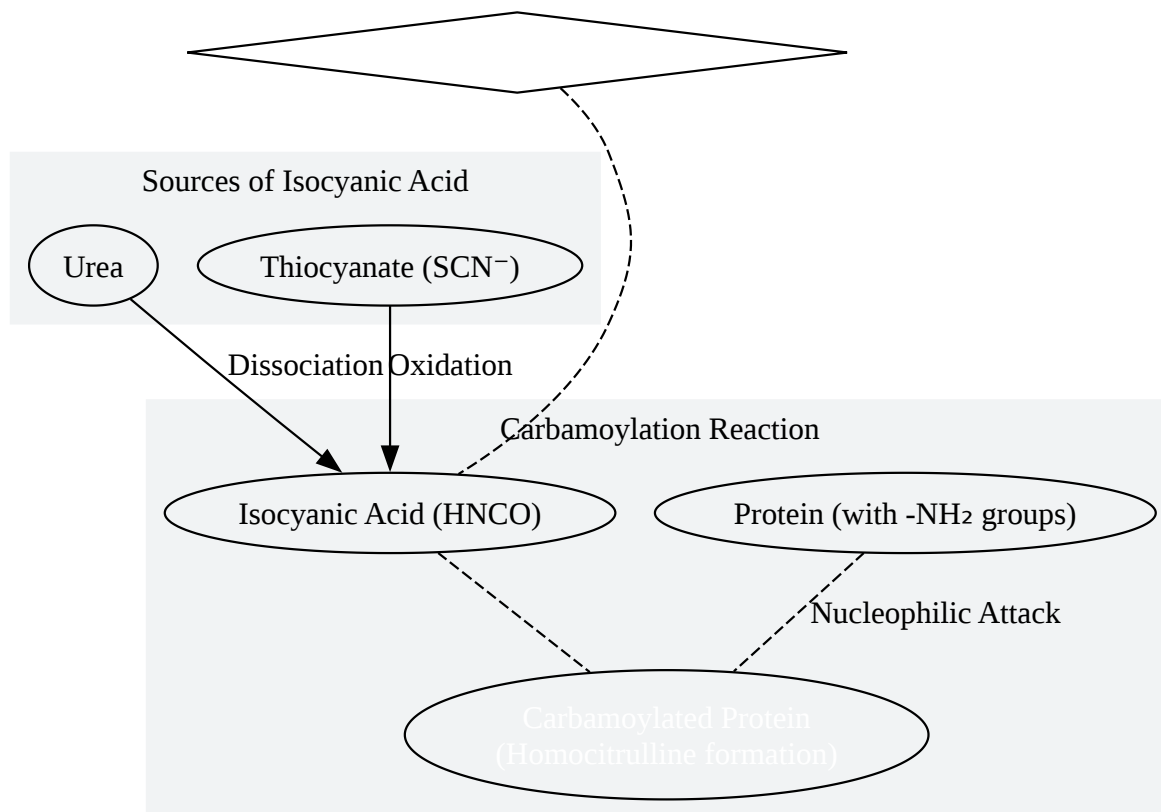 Sources of Isocyanic Acid
Urea
Thiocyanate (SCN⁻)
Dissociation
Oxidation
Carbamoylation Reaction
Isocyanic Acid (HNCO)
Protein (with -NH₂ groups)
Nucleophilic Attack
Carbamoylated Protein
(Homocitrulline formation)